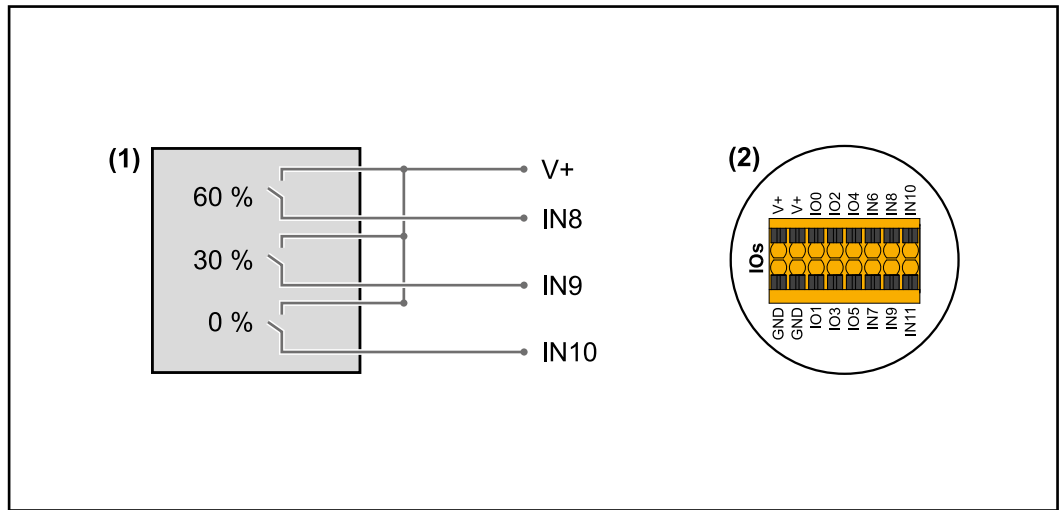 (1)
60 %
30 %
0 %
V+
IN8
IN9
IN10
(2)
IOs
V+
V+
IO0
IO2
IO4
IN6
IN8
IN10
GND
GND
IO1
IO3
IO5
IN7
IN9
IN11